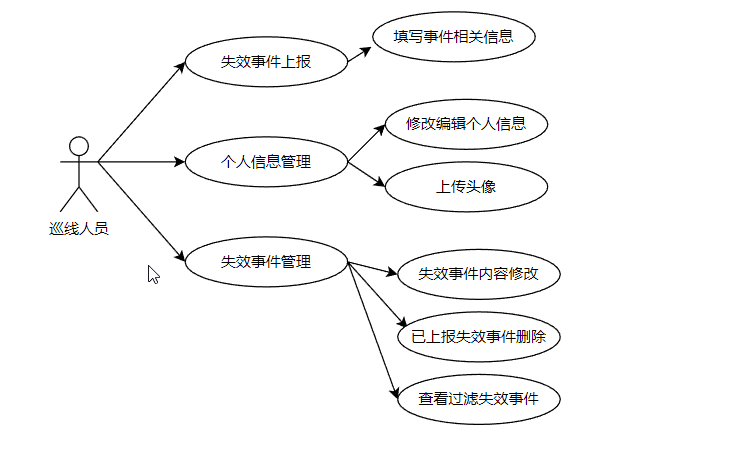 填写事件相关信息
失效事件上报
修改编辑个人信息
个人信息管理
上传头像
巡线人员
失效事件管理
失效事件内容修改
已上报失效事件删除
查看过滤失效事件